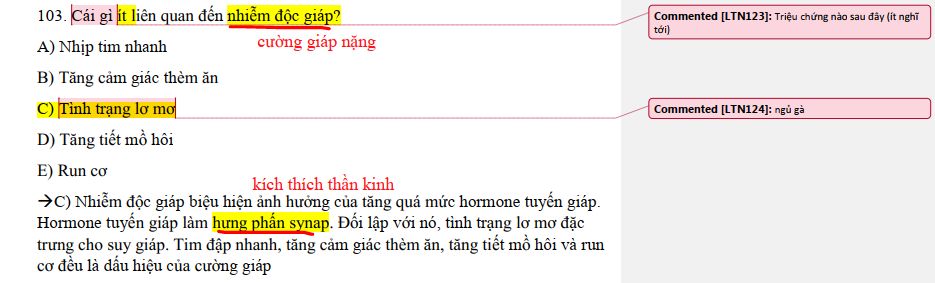 103. Cái gì ít liên quan đến nhiễm độc giáp?
Commented [LTN123]: Triệu chứng nào sau đây (ít nghĩ
tới)
cường giáp nặng
A) Nhịp tim nhanh
B) Tăng cảm giác thèm ăn
C) Tình trạng lơ mơ
Commented [LTN124]: ngủ gà
D) Tăng tiết mồ hôi
E) Run cơ
kích thích thần kinh
→C) Nhiễm độc giáp biệu hiện ảnh hưởng của tăng quá mức hormone tuyến giáp.
Hormone tuyến giáp làm hưng phấn synap. Đối lập với nó, tình trạng lơ mơ đặc
trưng cho suy giáp. Tim đập nhanh, tăng cảm giác thèm ăn, tăng tiết mồ hôi và run
cơ đều là dấu hiệu của cường giáp